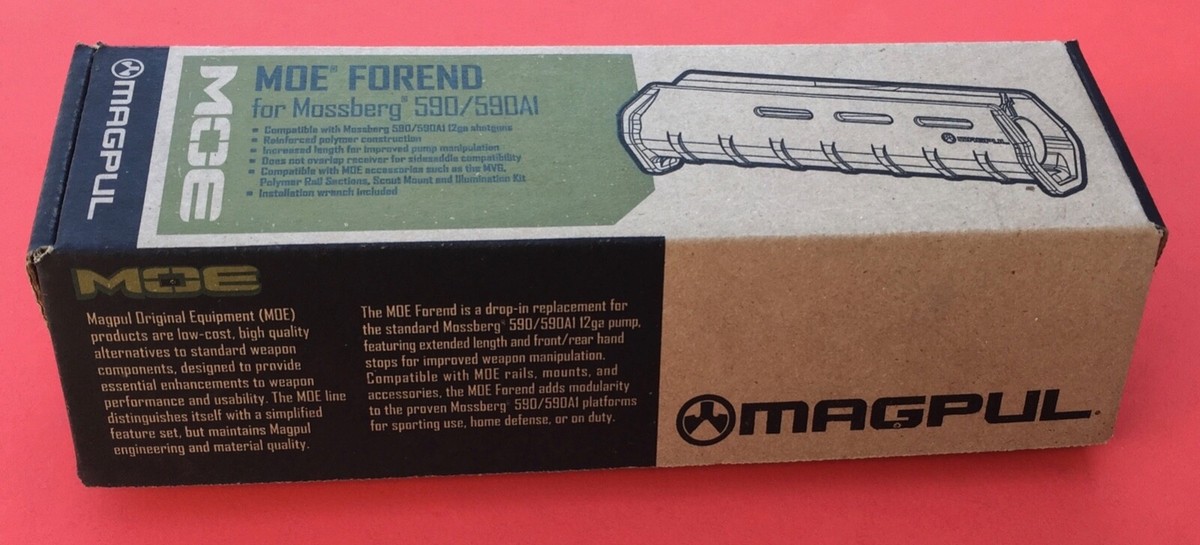 MAGPUL
MOE
MOE® FOREND
for Mossberg® 590/590A1
▪ Compatible with Mossberg 590/590A1 12ga shotguns
▪ Reinforced polymer construction
▪ Increased length for improved pump manipulation
▪ Does not overlap receiver for sidesaddle compatibility
▪ Compatible with MOE accessories such as the MVG,
Polymer Rail Sections, Scout Mount and Illumination Kit
▪ Installation wrench included
MAGPUL
MOE
Magpul Original Equipment (MOE)
products are low-cost, high quality
alternatives to standard weapon
components, designed to provide
essential enhancements to weapon
performance and usability. The MOE line
distinguishes itself with a simplified
feature set, but maintains Magpul
engineering and material quality.
The MOE Forend is a drop-in replacement for
the standard Mossberg® 590/590A1 12ga pump,
featuring extended length and front/rear hand
stops for improved weapon manipulation.
Compatible with MOE rails, mounts, and
accessories, the MOE Forend adds modularity
to the proven Mossberg® 590/590A1 platforms
for sporting use, home defense, or on duty.
MAGPUL